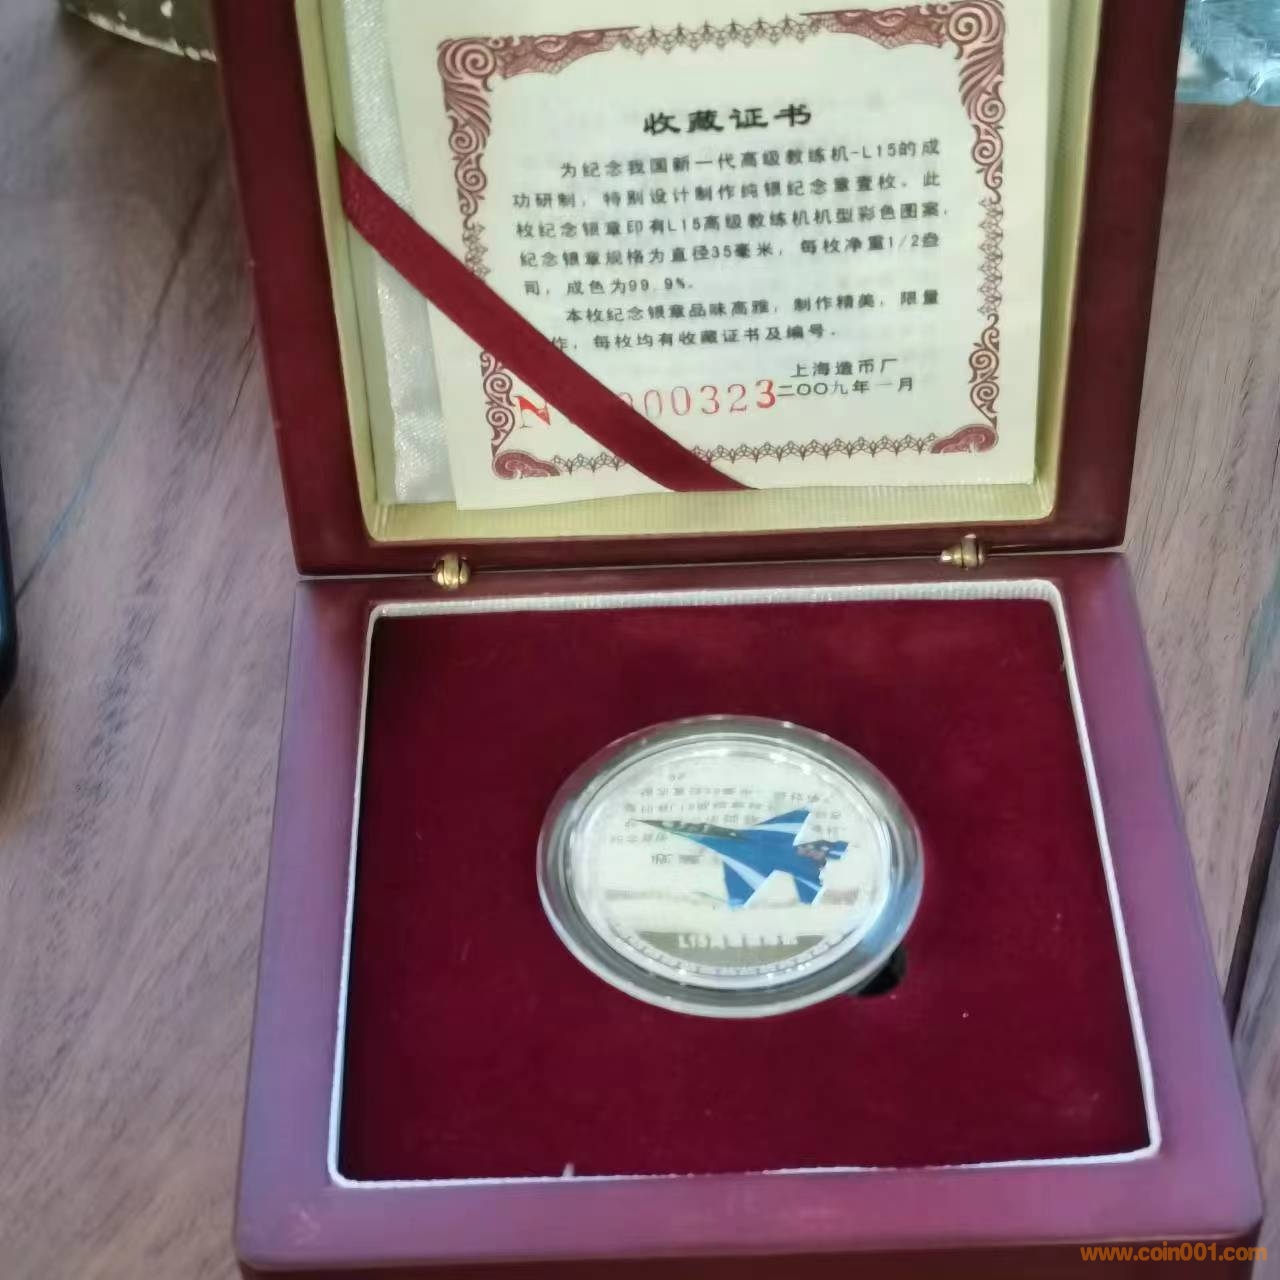 收藏证书
为纪念我国新一代高级教练机-L15的成
功研制，特别设计制作纯银纪念章壹枚。此
枚纪念银章印有L15高级教练机机型彩色图案，
纪念银章规格为直径35毫米，每枚净重1/2盎
司，成色为99.9%。
本枚纪念银章品味高雅，制作精美，限量
作，每枚均有收藏证书及编号。
上海造币厂
二〇〇九年一月
N 000323
L15
www.coin001.com